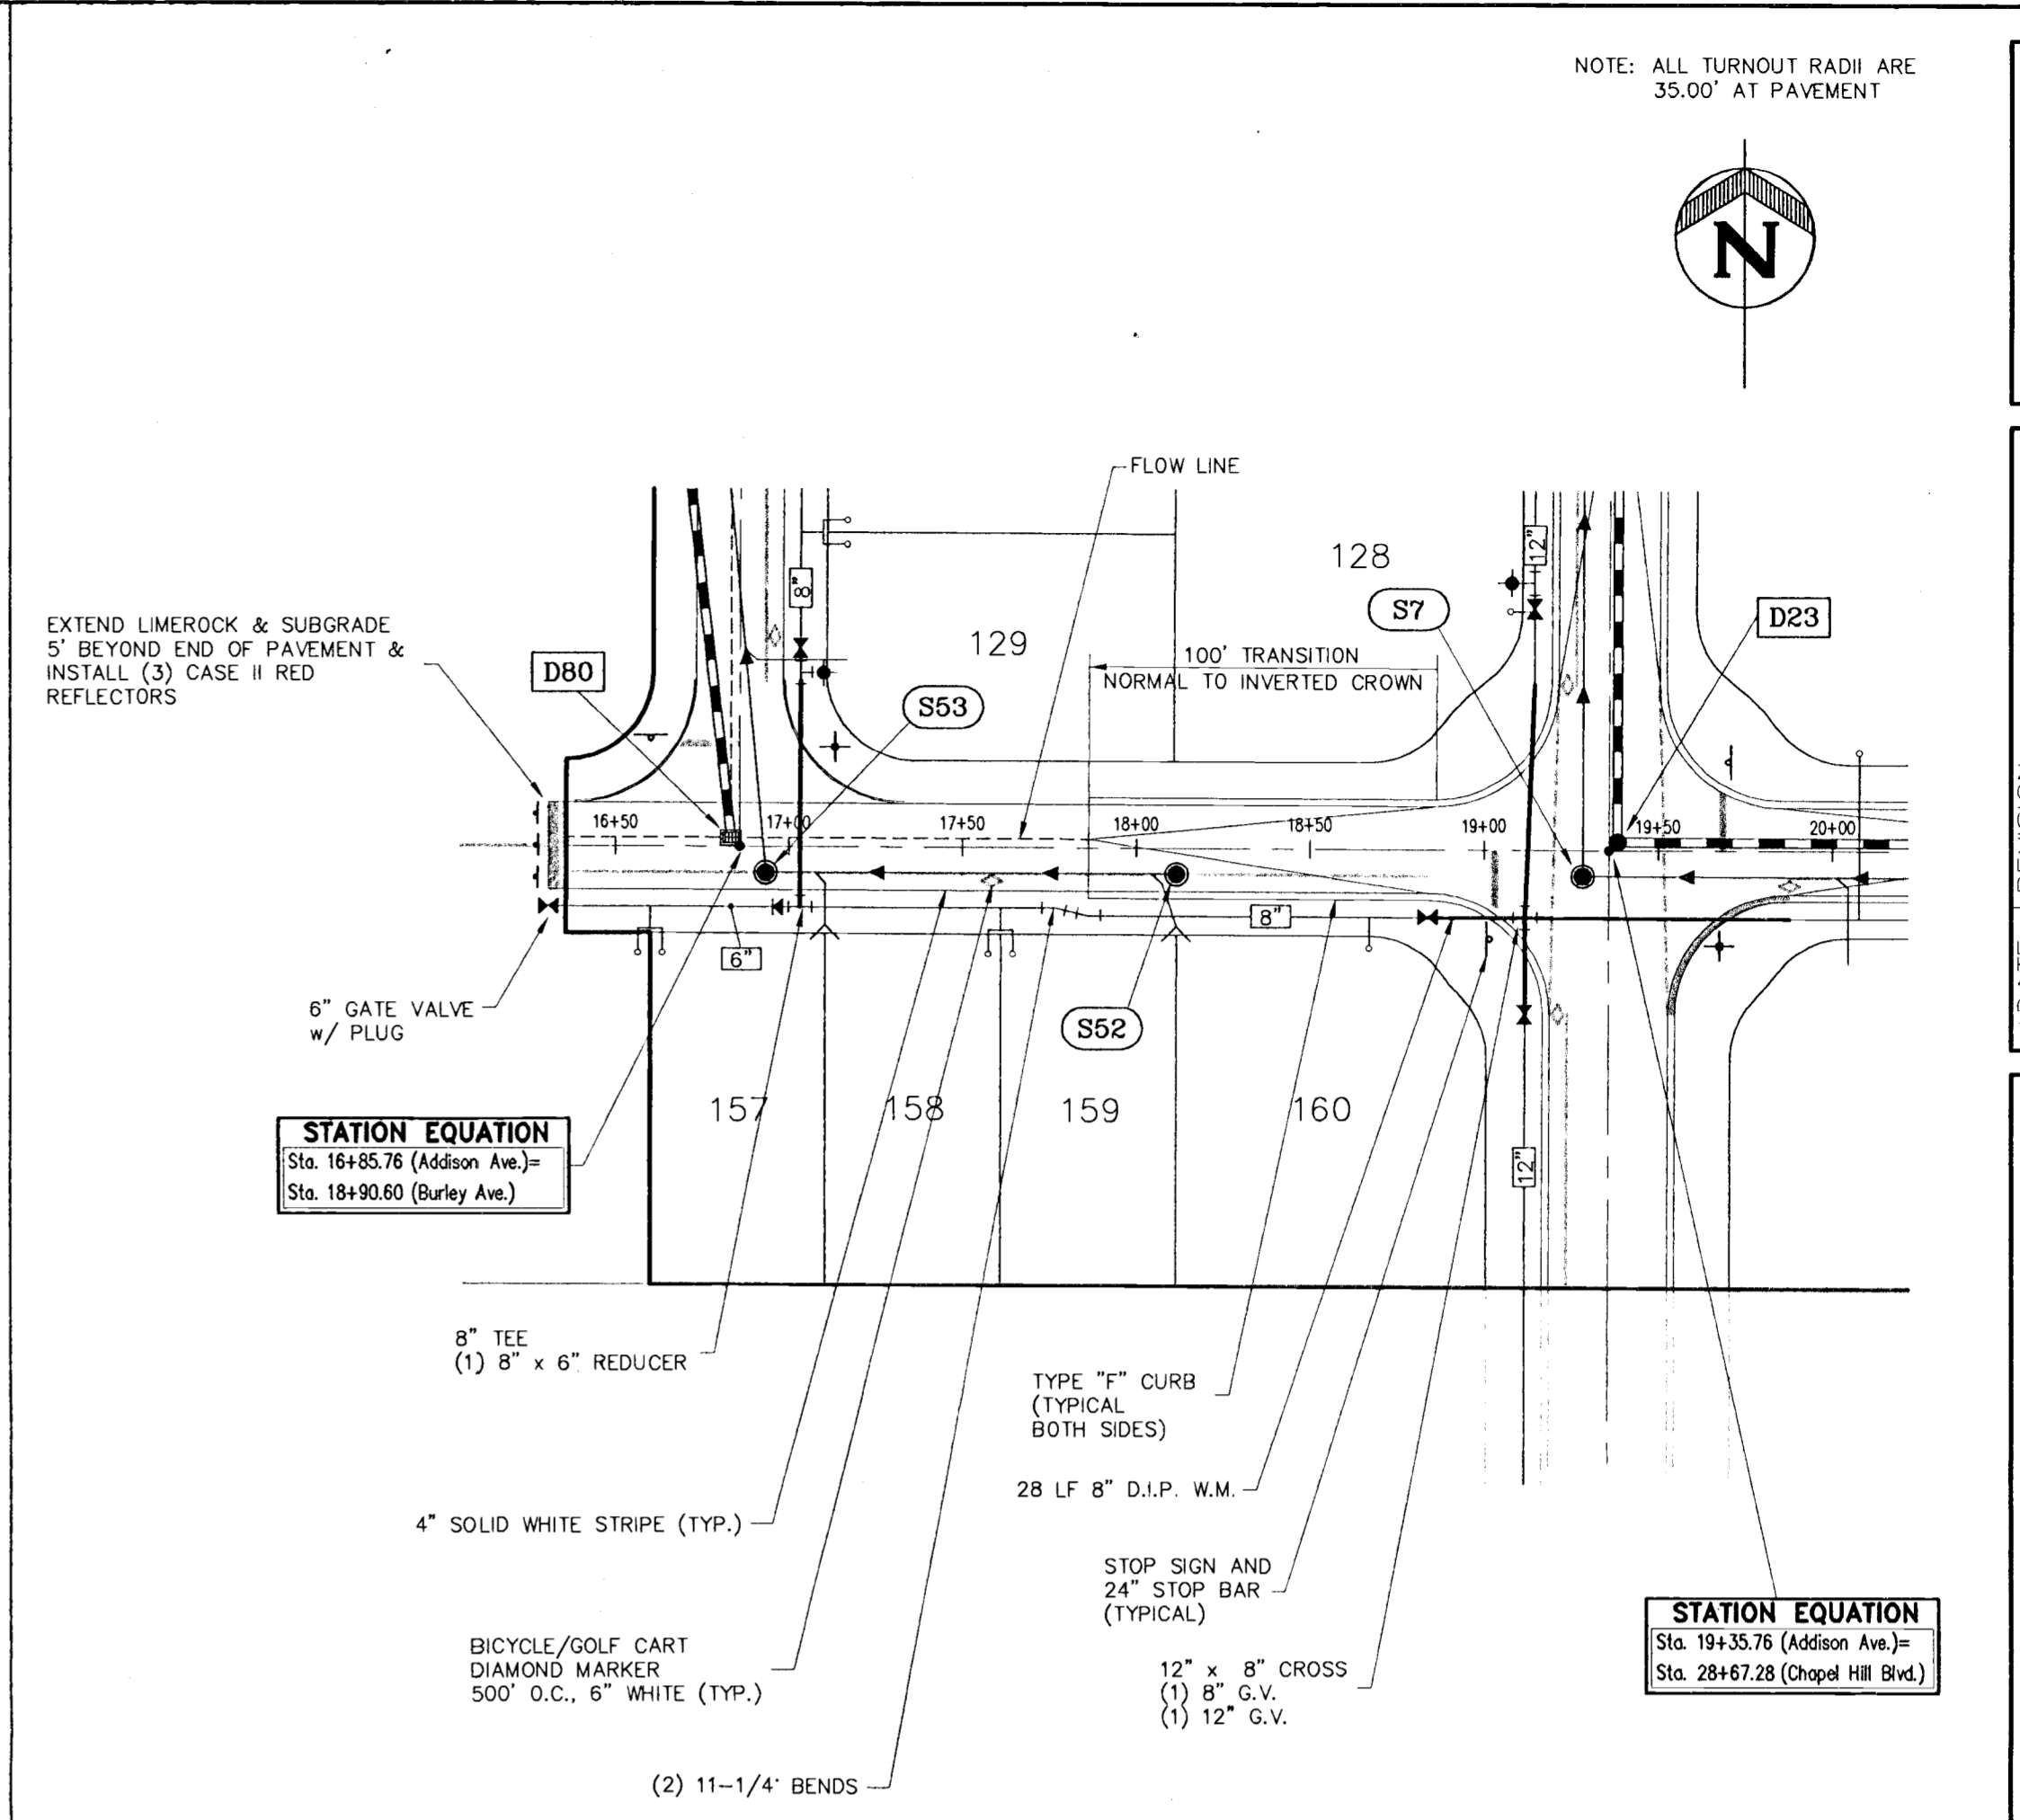 NOTE: ALL TURNOUT RADII ARE
35.00' AT PAVEMENT
N
FLOW LINE
128
12"
8"
S7
D23
129
EXTEND LIMEROCK & SUBGRADE
5' BEYOND END OF PAVEMENT &
INSTALL (3) CASE II RED
REFLECTORS
D80
100' TRANSITION
NORMAL TO INVERTED CROWN
S53
16+50
17+00
17+50
18+00
18+50
19+00
19+50
20+00
8"
6"
6" GATE VALVE
w/ PLUG
S52
157
158
159
160
12"
STATION EQUATION
Sta. 16+85.76 (Addison Ave.)=
Sta. 18+90.60 (Burley Ave.)
8" TEE
(1) 8" x 6" REDUCER
TYPE "F" CURB
(TYPICAL
BOTH SIDES)
28 LF 8" D.I.P. W.M.
4" SOLID WHITE STRIPE (TYP.)
STOP SIGN AND
24" STOP BAR
(TYPICAL)
STATION EQUATION
Sta. 19+35.76 (Addison Ave.)=
Sta. 28+67.28 (Chapel Hill Blvd.)
BICYCLE/GOLF CART
DIAMOND MARKER
500' O.C., 6" WHITE (TYP.)
12" x 8" CROSS
(1) 8" G.V.
(1) 12" G.V.
(2) 11-1/4° BENDS